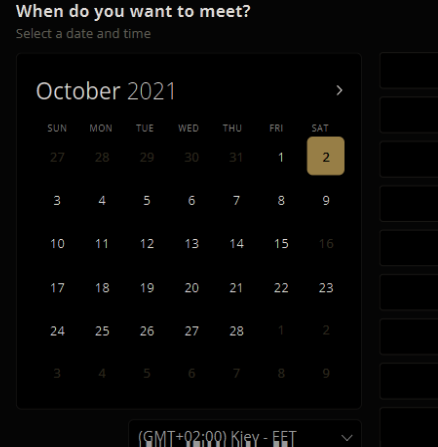 When do you want to meet?
Select a date and time
October 2021
SUN MON TUE WED THU FRI SAT
27 28 29 30 31 1 2
3 4 5 6 7 8 9
10 11 12 13 14 15 16
17 18 19 20 21 22 23
24 25 26 27 28 1 2
3 4 5 6 7 8 9
(GMT+02:00) Kiev - EET